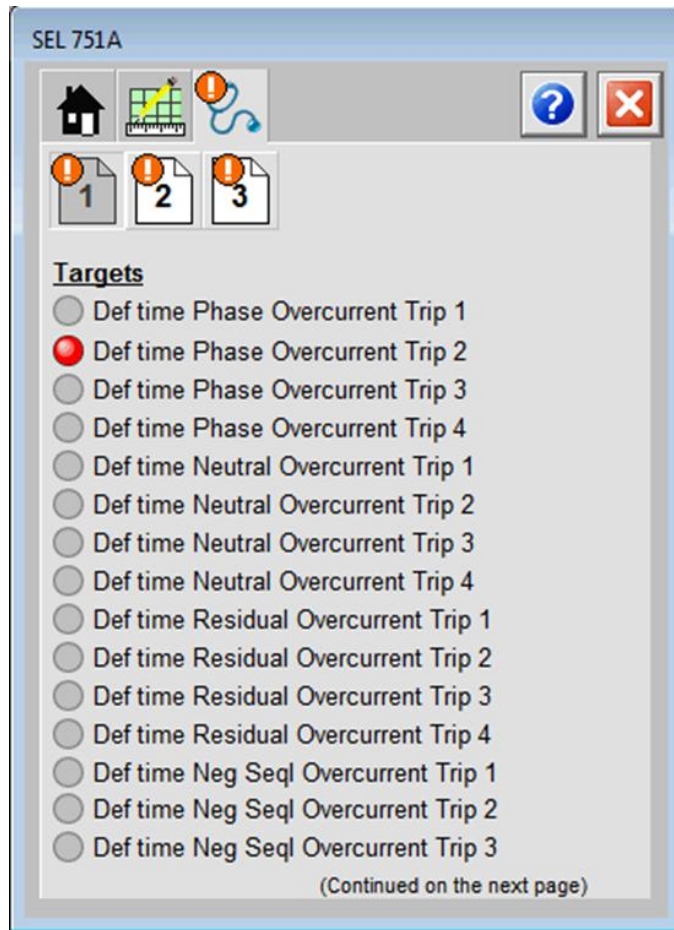 SEL 751A
!
?
! 1
! 2
! 3
Targets
Def time Phase Overcurrent Trip 1
Def time Phase Overcurrent Trip 2
Def time Phase Overcurrent Trip 3
Def time Phase Overcurrent Trip 4
Def time Neutral Overcurrent Trip 1
Def time Neutral Overcurrent Trip 2
Def time Neutral Overcurrent Trip 3
Def time Neutral Overcurrent Trip 4
Def time Residual Overcurrent Trip 1
Def time Residual Overcurrent Trip 2
Def time Residual Overcurrent Trip 3
Def time Residual Overcurrent Trip 4
Def time Neg Seql Overcurrent Trip 1
Def time Neg Seql Overcurrent Trip 2
Def time Neg Seql Overcurrent Trip 3
(Continued on the next page)